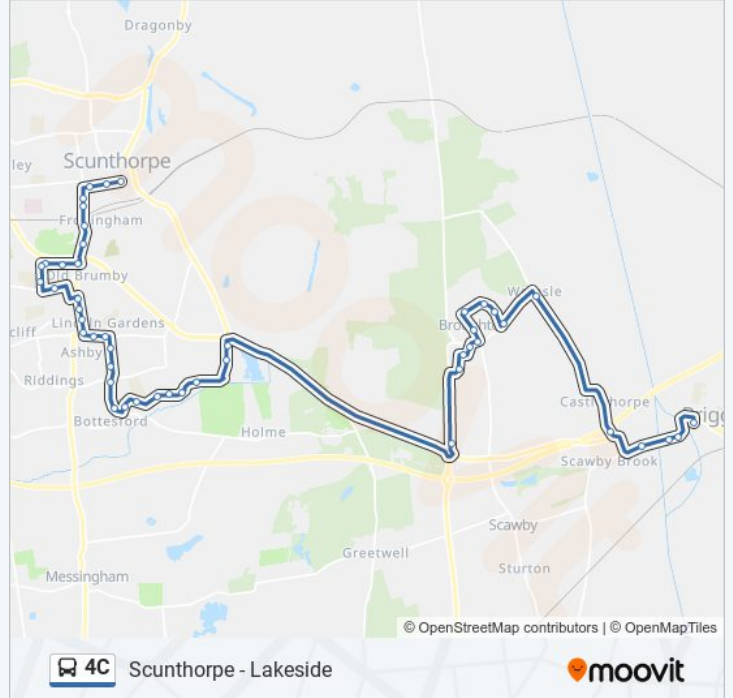 Dragonby
Scunthorpe
ley
Frodingham
Old Brumby
Lincoln Gardens
cliff
Ashby
Riddings
Bottesford
Holme
Broughton
Castlethorpe
Brigg
Scawby Brook
Scawby
Greetwell
Sturton
Messingham
© OpenStreetMap contributors | © OpenMapTiles
4C Scunthorpe - Lakeside
moovit